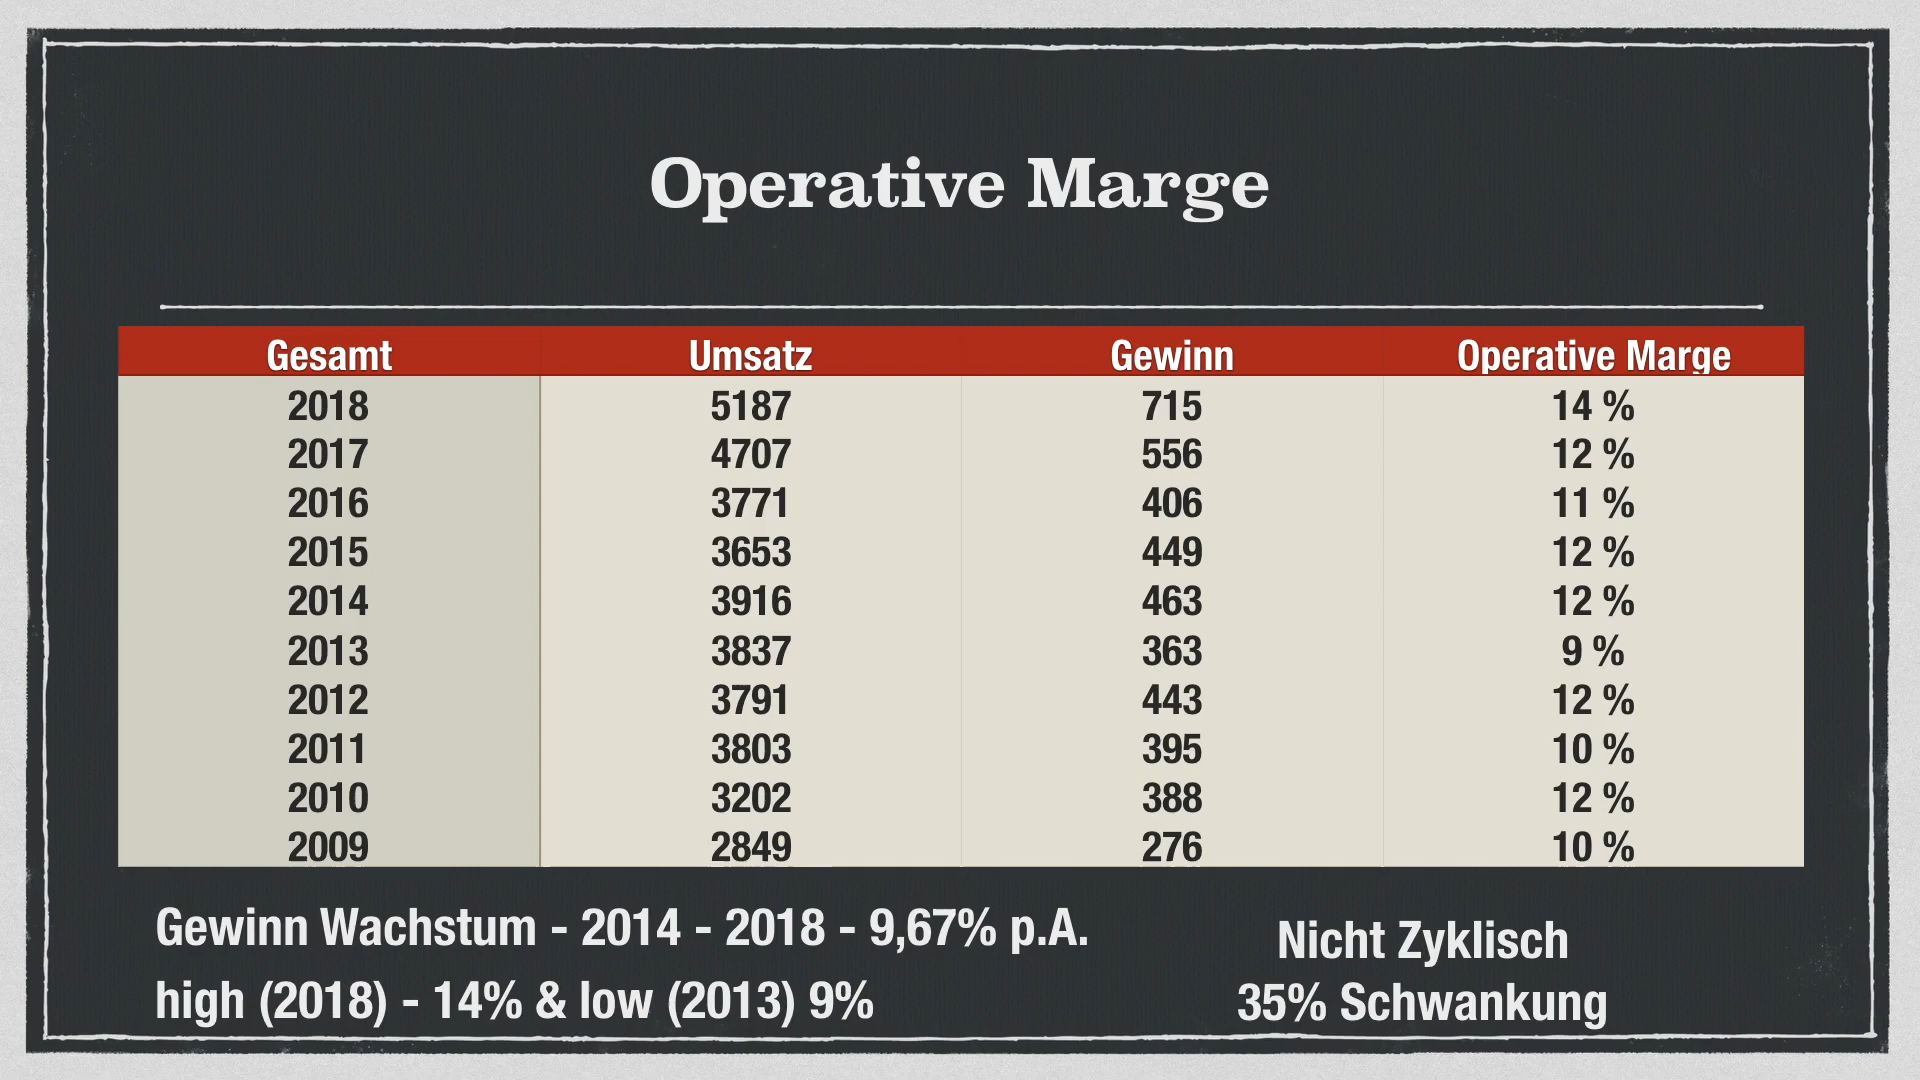 Operative Marge
Gesamt Umsatz Gewinn Operative Marge
2018 5187 715 14 %
2017 4707 556 12 %
2016 3771 406 11 %
2015 3653 449 12 %
2014 3916 463 12 %
2013 3837 363 9 %
2012 3791 443 12 %
2011 3803 395 10 %
2010 3202 388 12 %
2009 2849 276 10 %
Gewinn Wachstum - 2014 - 2018 - 9,67% p.A.
high (2018) - 14% & low (2013) 9%
Nicht Zyklisch
35% Schwankung